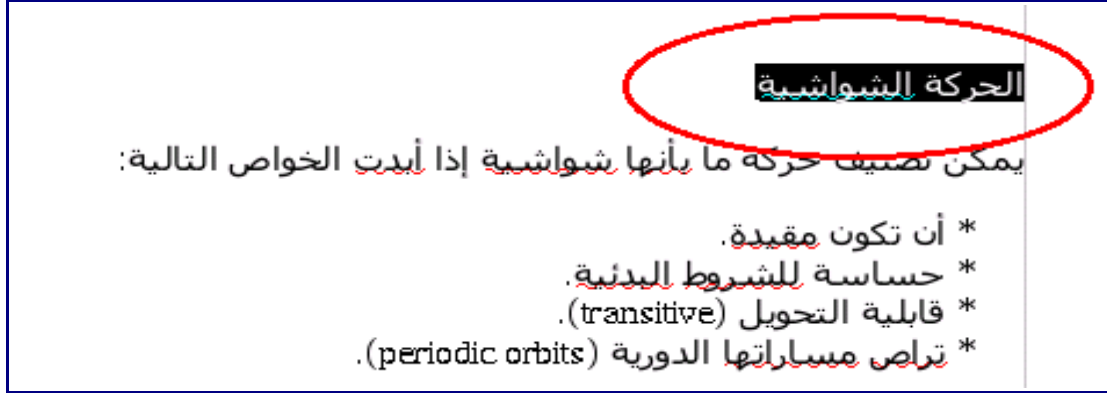 الحركة الشواشية
يمكن تصنيف حركة ما بأنها شواشية إذا أبدت الخواص التالية:
* أن تكون مقيدة.
* حساسة للشروط البدئية.
* قابلية التحويل (transitive).
* تراص مساراتها الدورية (periodic orbits).